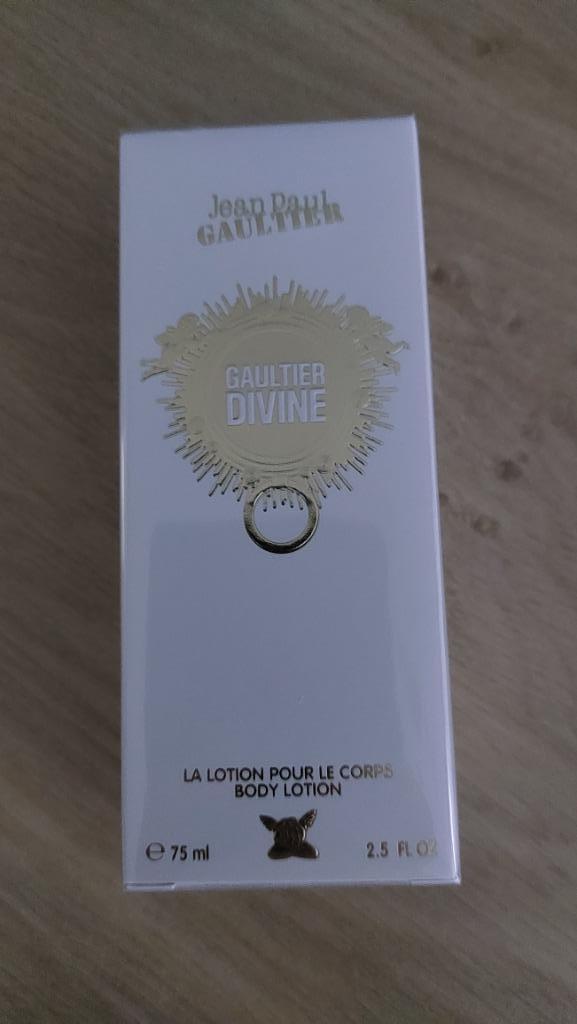 Jean Paul
GAULTIER
GAULTIER
DIVINE
LA LOTION POUR LE CORPS
BODY LOTION
℮ 75 ml 2.5 FL OZ